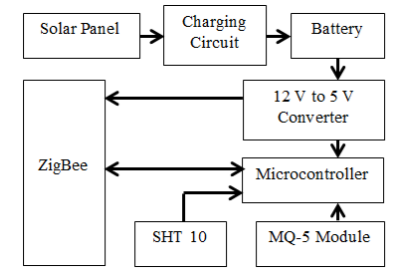 Solar Panel
Charging
Circuit
Battery
12 V to 5 V
Converter
ZigBee
Microcontroller
SHT 10
MQ-5 Module